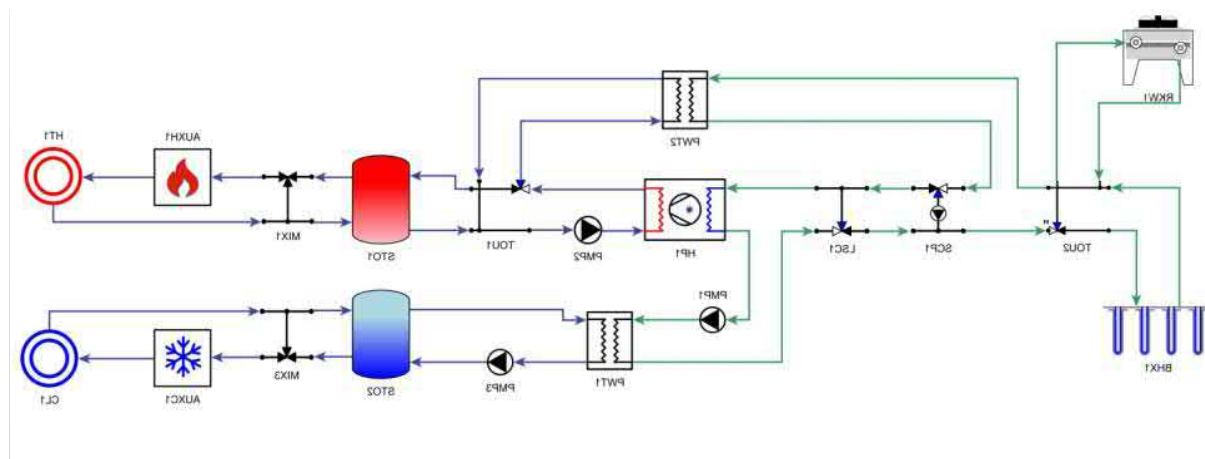 RKW1
HT1
AUXH1
PWT2
MIX1
STO1
TOU1
PMP2
HP1
LSC1
SCP1
H
TOU2
PMP1
BHX1
CL1
AUXC1
MIX3
STO2
PMP3
PWT1